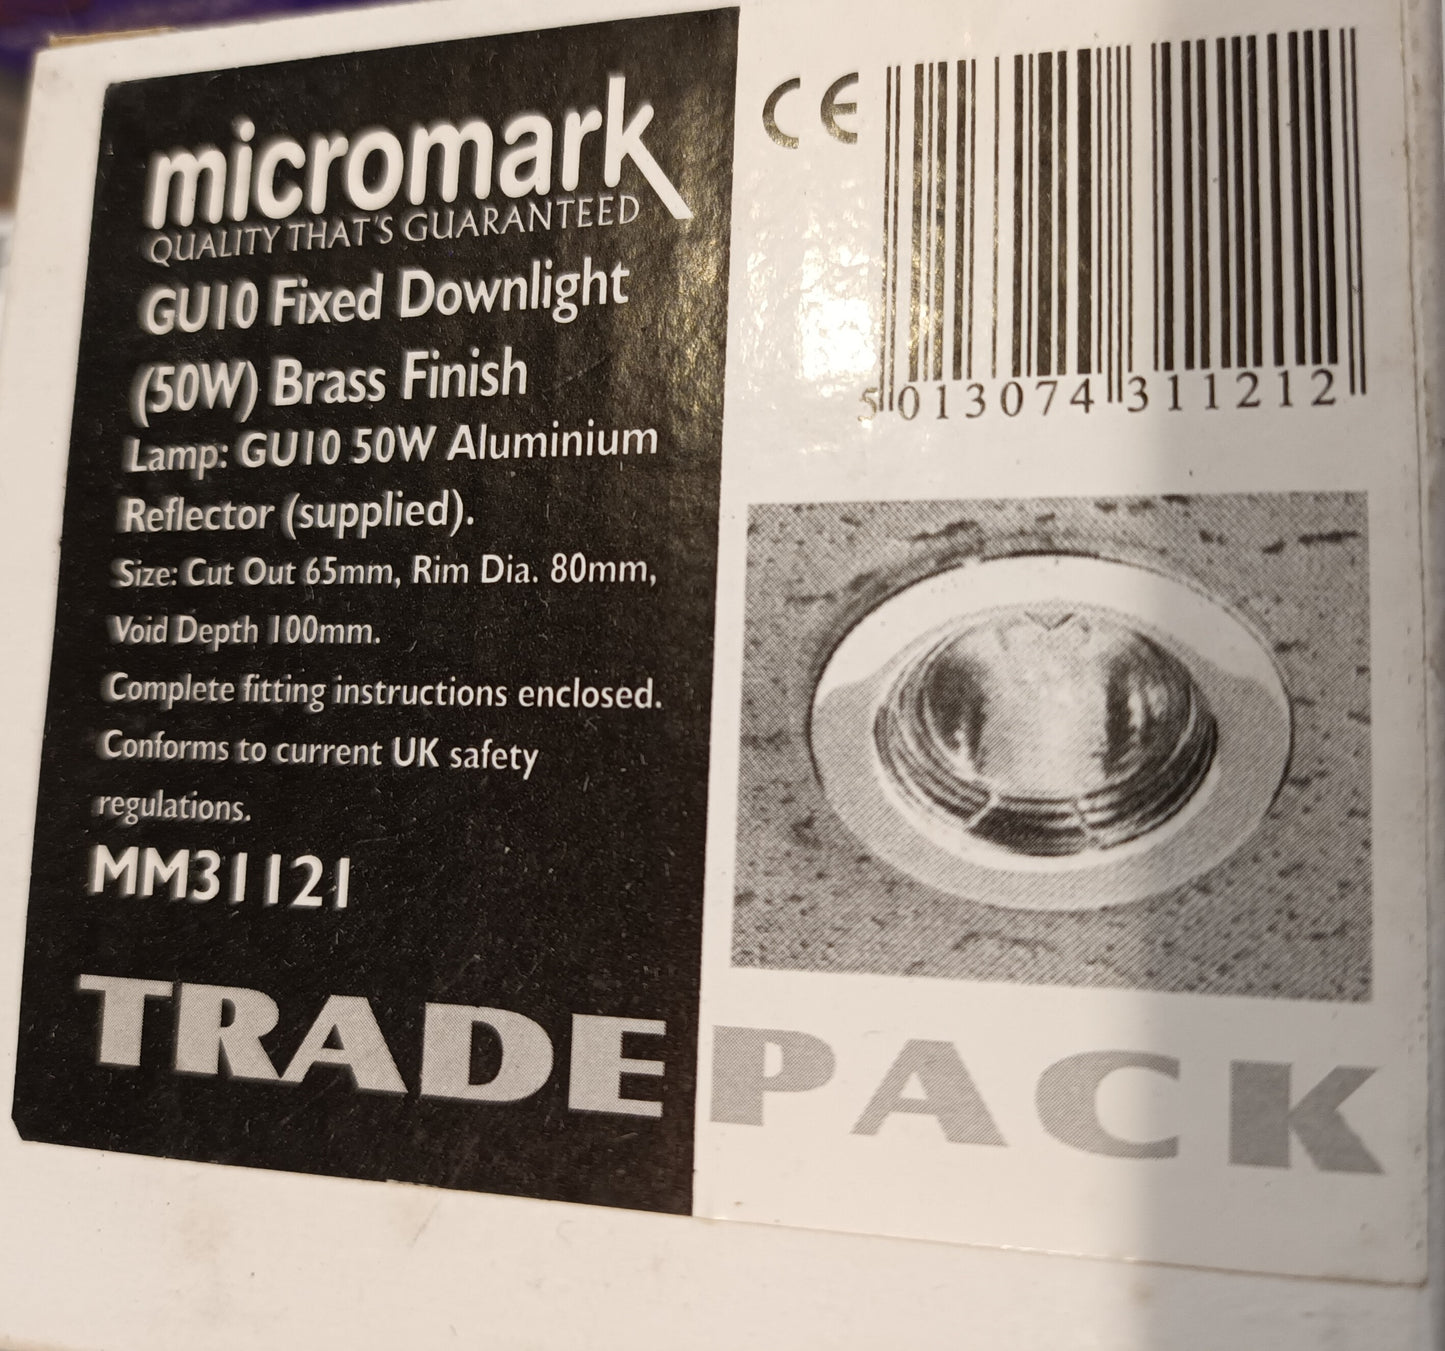 micromark
QUALITY THAT'S GUARANTEED
GU10 Fixed Downlight
(50W) Brass Finish
Lamp: GU10 50W Aluminium
Reflector (supplied).
Size: Cut Out 65mm, Rim Dia. 80mm,
Void Depth 100mm.
Complete fitting instructions enclosed.
Conforms to current UK safety
regulations.
MM31121
CE
5 013074 311212
TRADE PACK